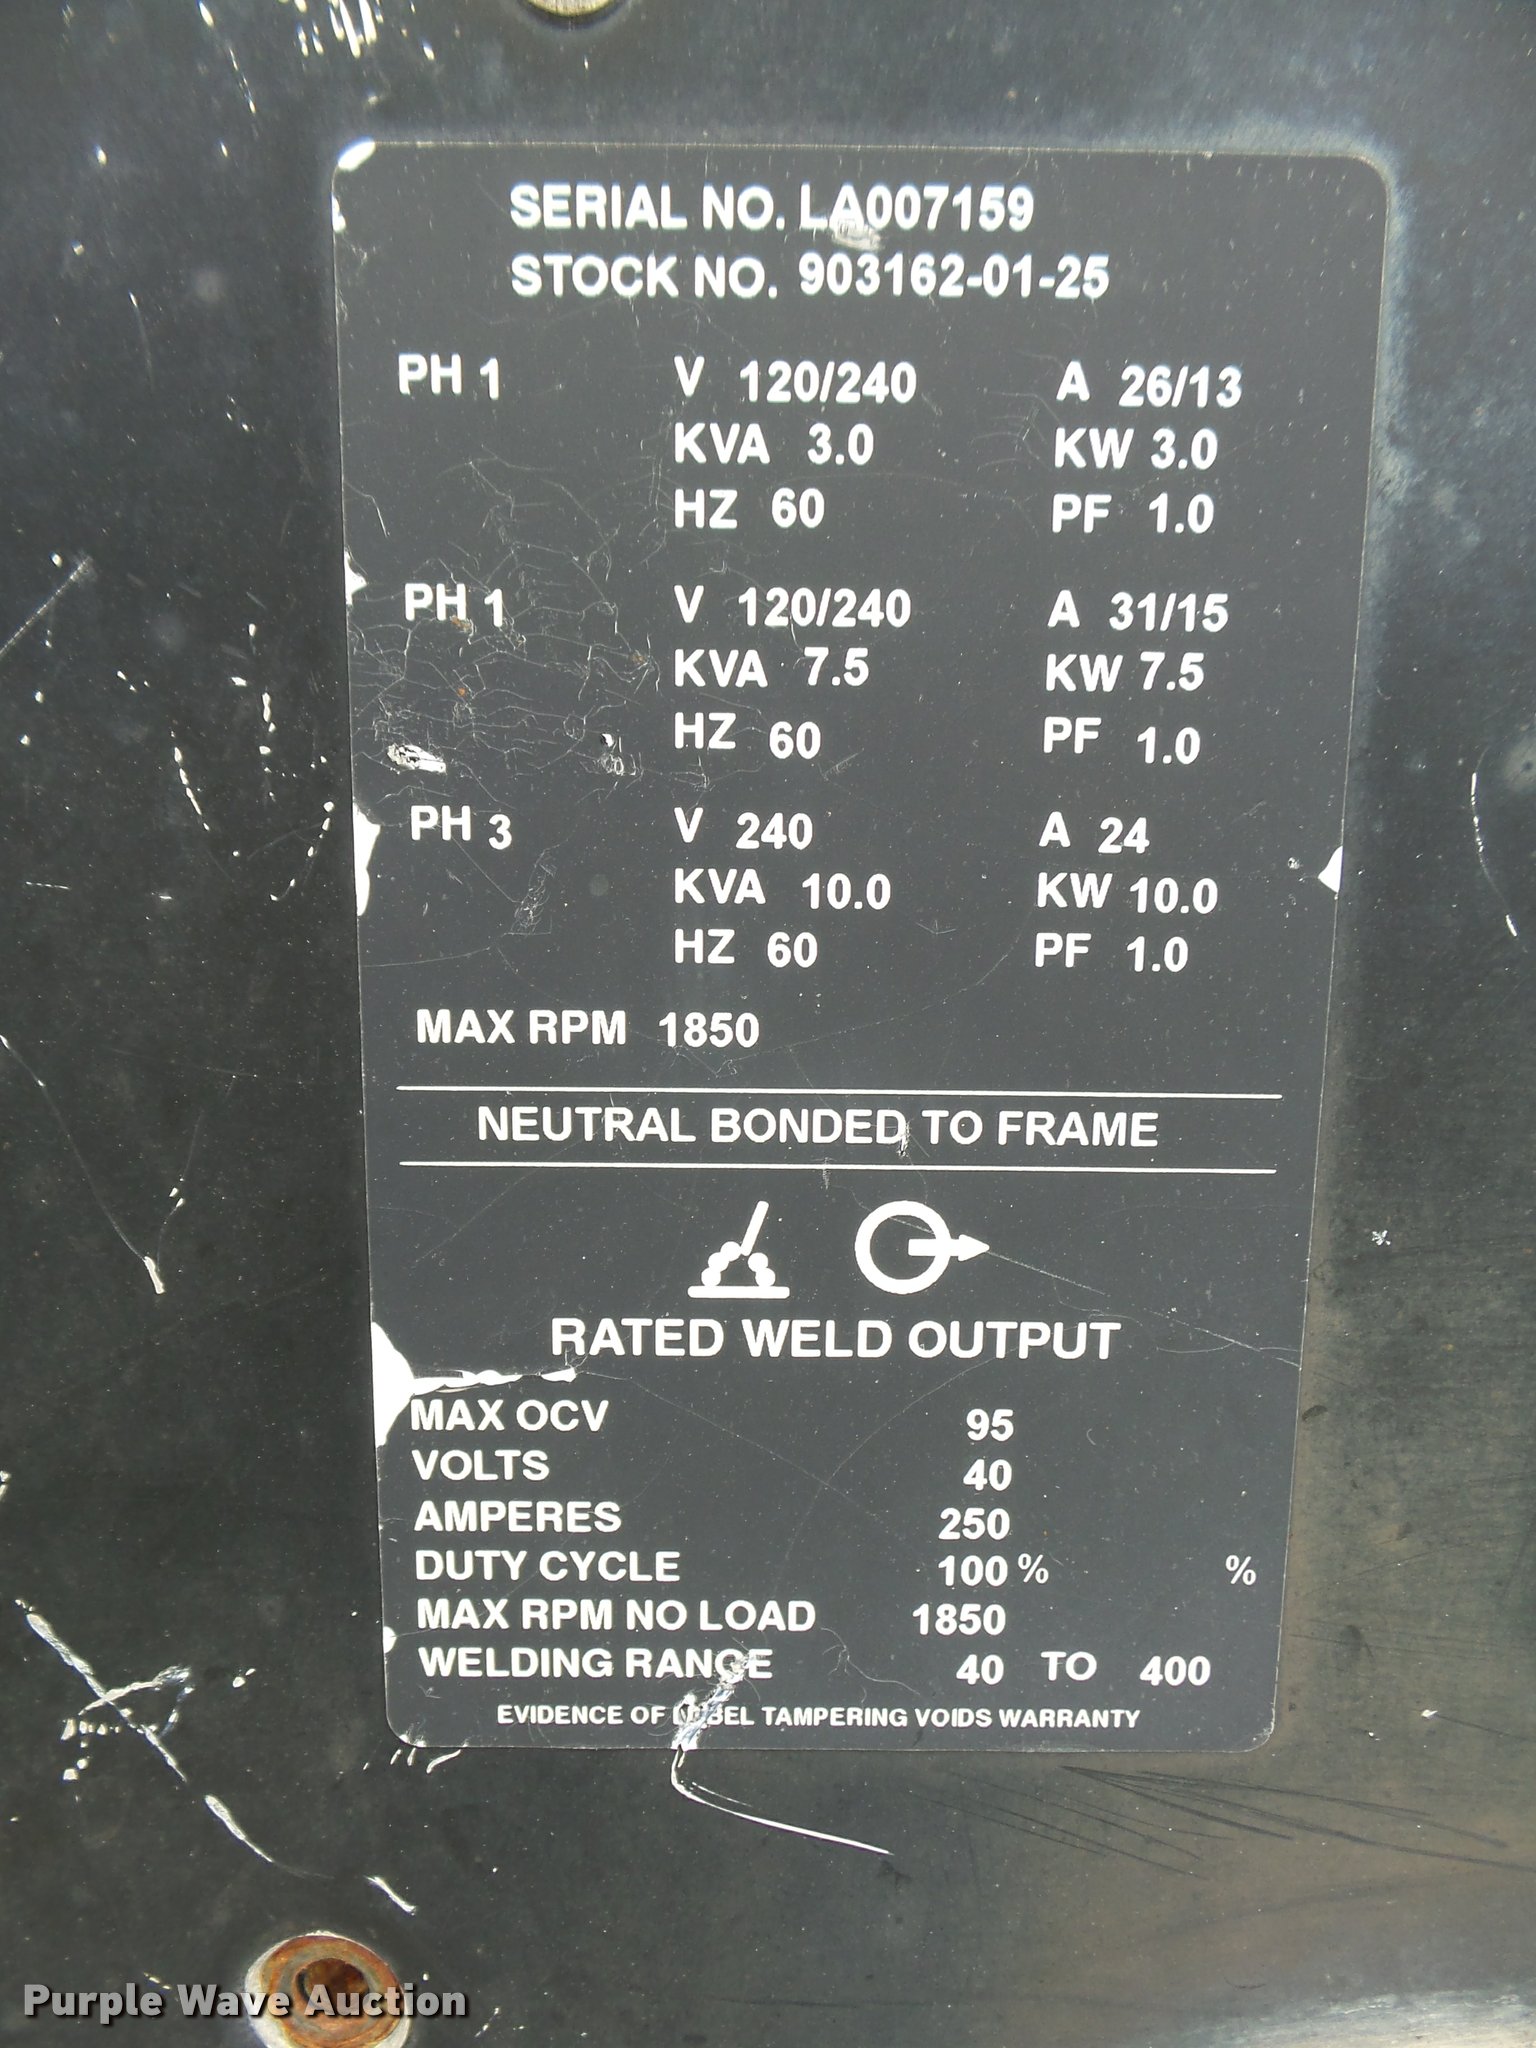 SERIAL NO. LA007159
STOCK NO. 903162-01-25
PH 1 V 120/240 A 26/13
KVA 3.0 KW 3.0
HZ 60 PF 1.0
PH 1 V 120/240 A 31/15
KVA 7.5 KW 7.5
HZ 60 PF 1.0
PH 3 V 240 A 24
KVA 10.0 KW 10.0
HZ 60 PF 1.0
MAX RPM 1850
NEUTRAL BONDED TO FRAME
RATED WELD OUTPUT
MAX OCV 95
VOLTS 40
AMPERES 250
DUTY CYCLE 100 % %
MAX RPM NO LOAD 1850
WELDING RANGE 40 TO 400
EVIDENCE OF LABEL TAMPERING VOIDS WARRANTY
Purple Wave Auction